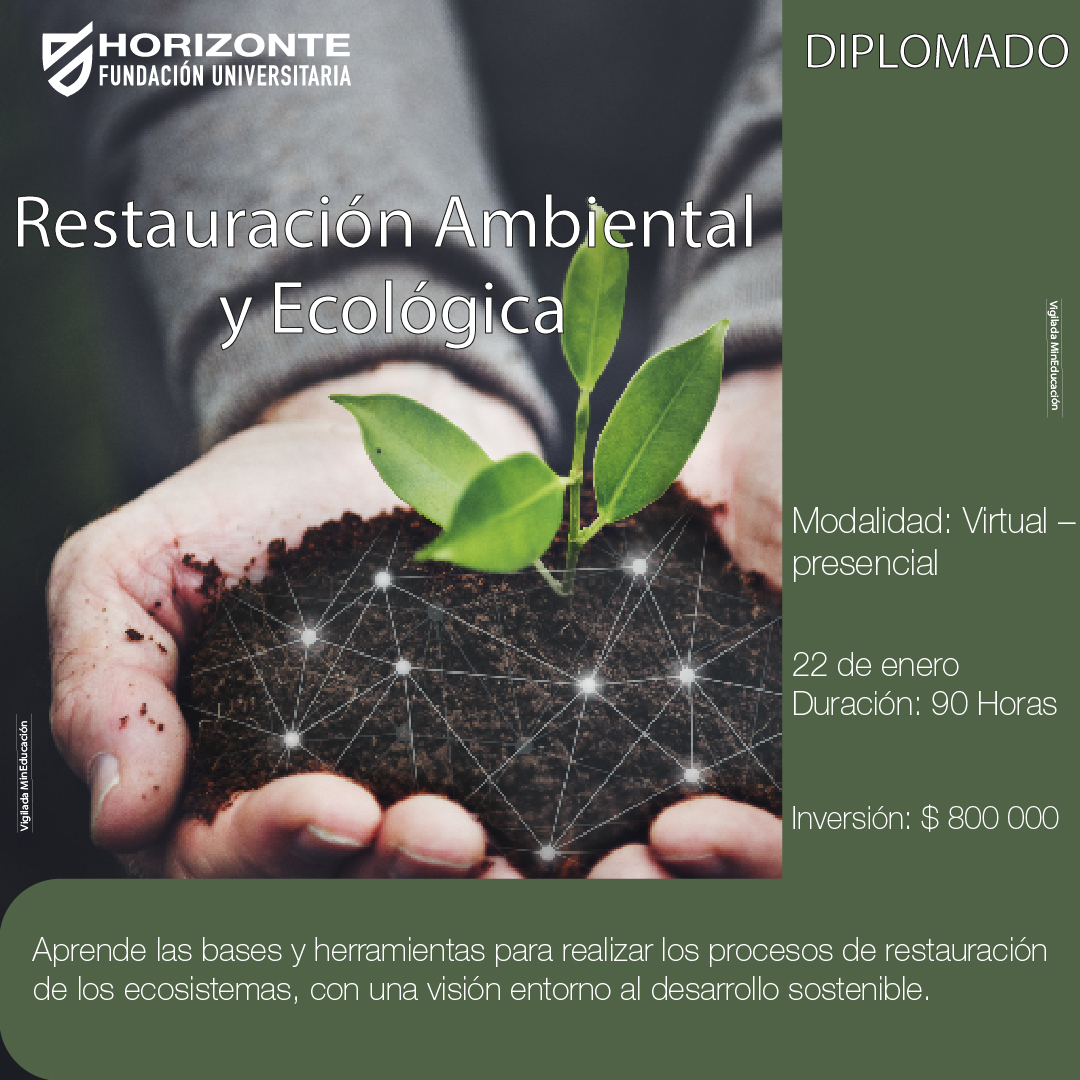 HORIZONTE
FUNDACIÓN UNIVERSITARIA
DIPLOMADO
Restauración Ambiental
y Ecológica
Vigilada MinEducación
Modalidad: Virtual –
presencial
22 de enero
Duración: 90 Horas
Vigilada MinEducación
Inversión: $ 800 000
Aprende las bases y herramientas para realizar los procesos de restauración
de los ecosistemas, con una visión entorno al desarrollo sostenible.